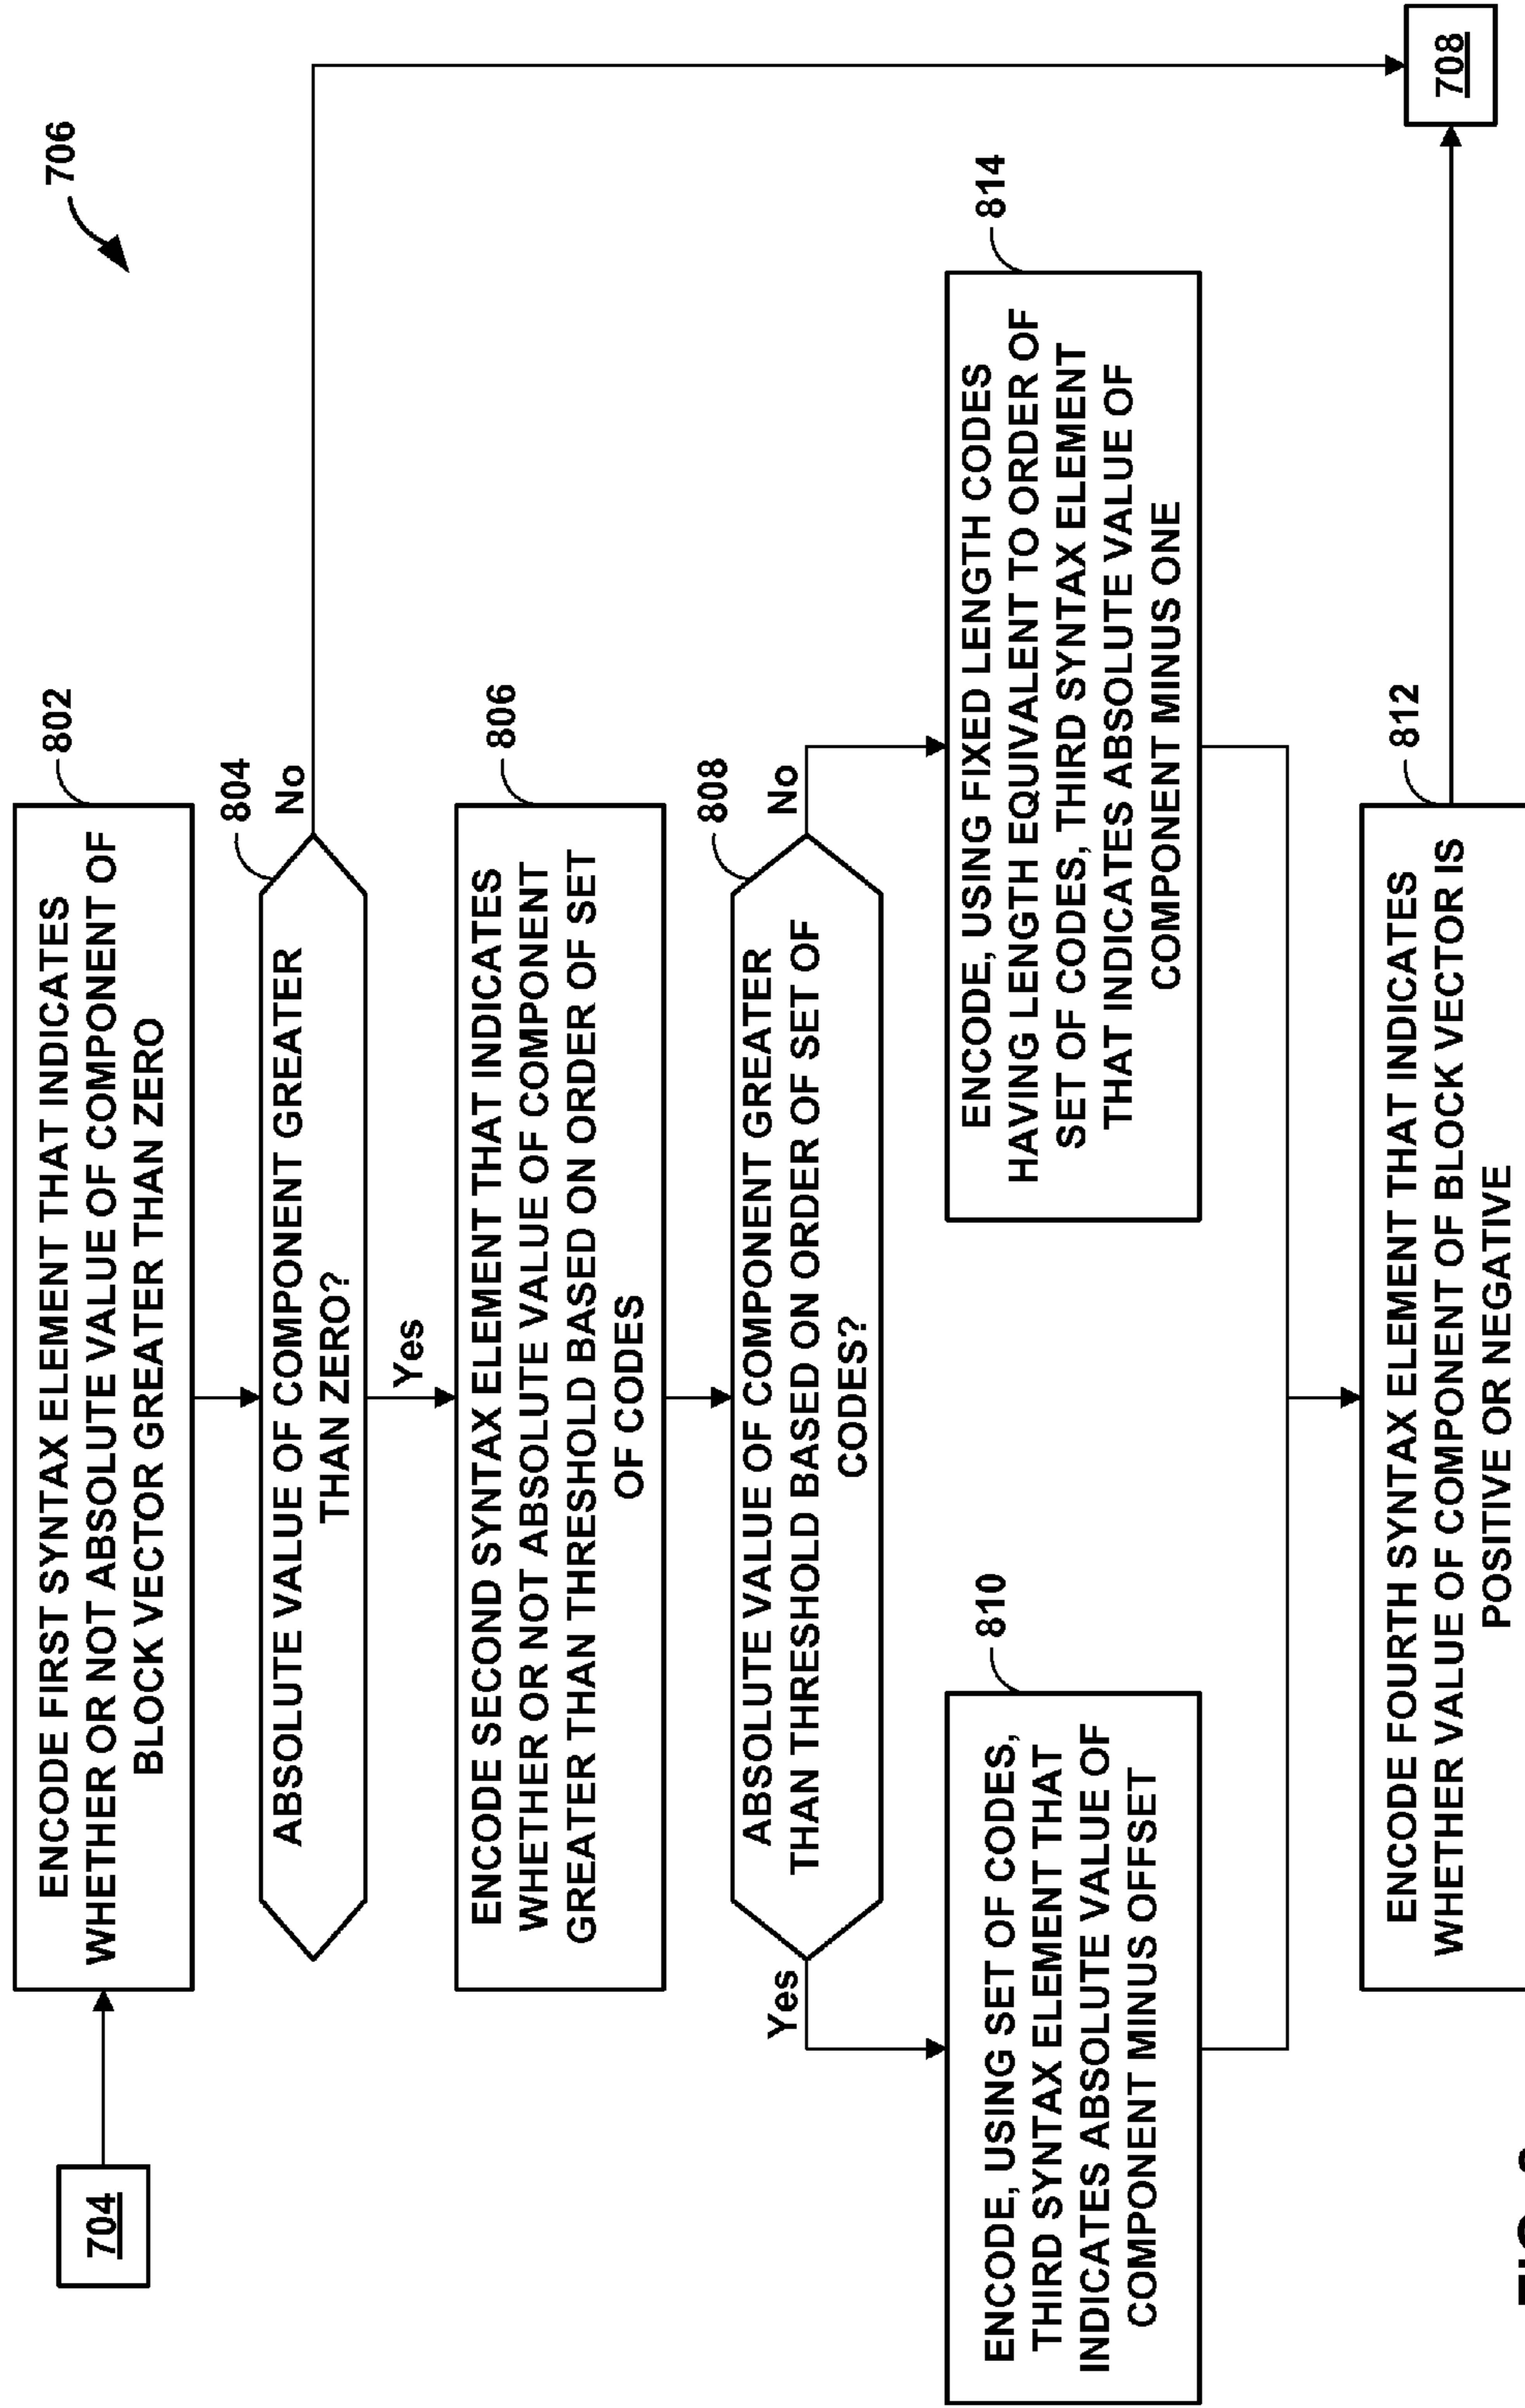 706
704
ENCODE FIRST SYNTAX ELEMENT THAT INDICATES
WHETHER OR NOT ABSOLUTE VALUE OF COMPONENT OF
BLOCK VECTOR GREATER THAN ZERO
802
ABSOLUTE VALUE OF COMPONENT GREATER
THAN ZERO?
804
No
Yes
ENCODE SECOND SYNTAX ELEMENT THAT INDICATES
WHETHER OR NOT ABSOLUTE VALUE OF COMPONENT
GREATER THAN THRESHOLD BASED ON ORDER OF SET
OF CODES
806
ABSOLUTE VALUE OF COMPONENT GREATER
THAN THRESHOLD BASED ON ORDER OF SET OF
CODES?
808
Yes
No
ENCODE, USING SET OF CODES,
THIRD SYNTAX ELEMENT THAT
INDICATES ABSOLUTE VALUE OF
COMPONENT MINUS OFFSET
810
ENCODE, USING FIXED LENGTH CODES
HAVING LENGTH EQUIVALENT TO ORDER OF
SET OF CODES, THIRD SYNTAX ELEMENT
THAT INDICATES ABSOLUTE VALUE OF
COMPONENT MINUS ONE
814
ENCODE FOURTH SYNTAX ELEMENT THAT INDICATES
WHETHER VALUE OF COMPONENT OF BLOCK VECTOR IS
POSITIVE OR NEGATIVE
812
708